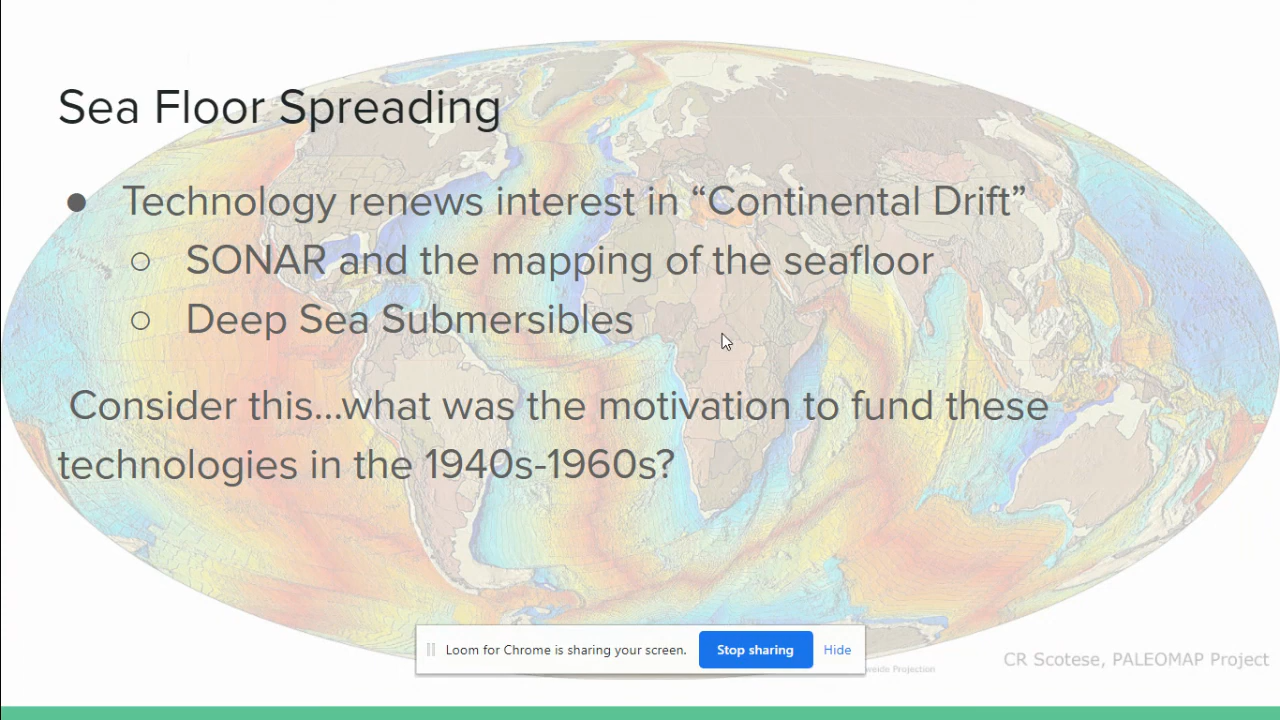 Sea Floor Spreading
● Technology renews interest in “Continental Drift”
○ SONAR and the mapping of the seafloor
○ Deep Sea Submersibles
Consider this...what was the motivation to fund these
technologies in the 1940s-1960s?
Loom for Chrome is sharing your screen. Stop sharing Hide
Projection
CR Scotese, PALEOMAP Project